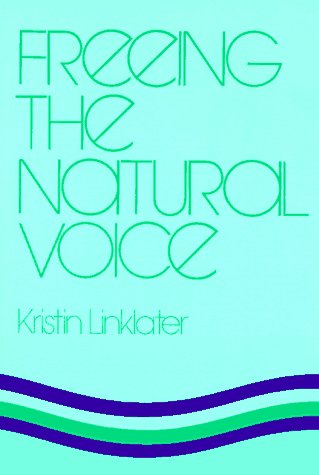 FREEING
THE
NATURAL
VOICE
Kristin Linklater